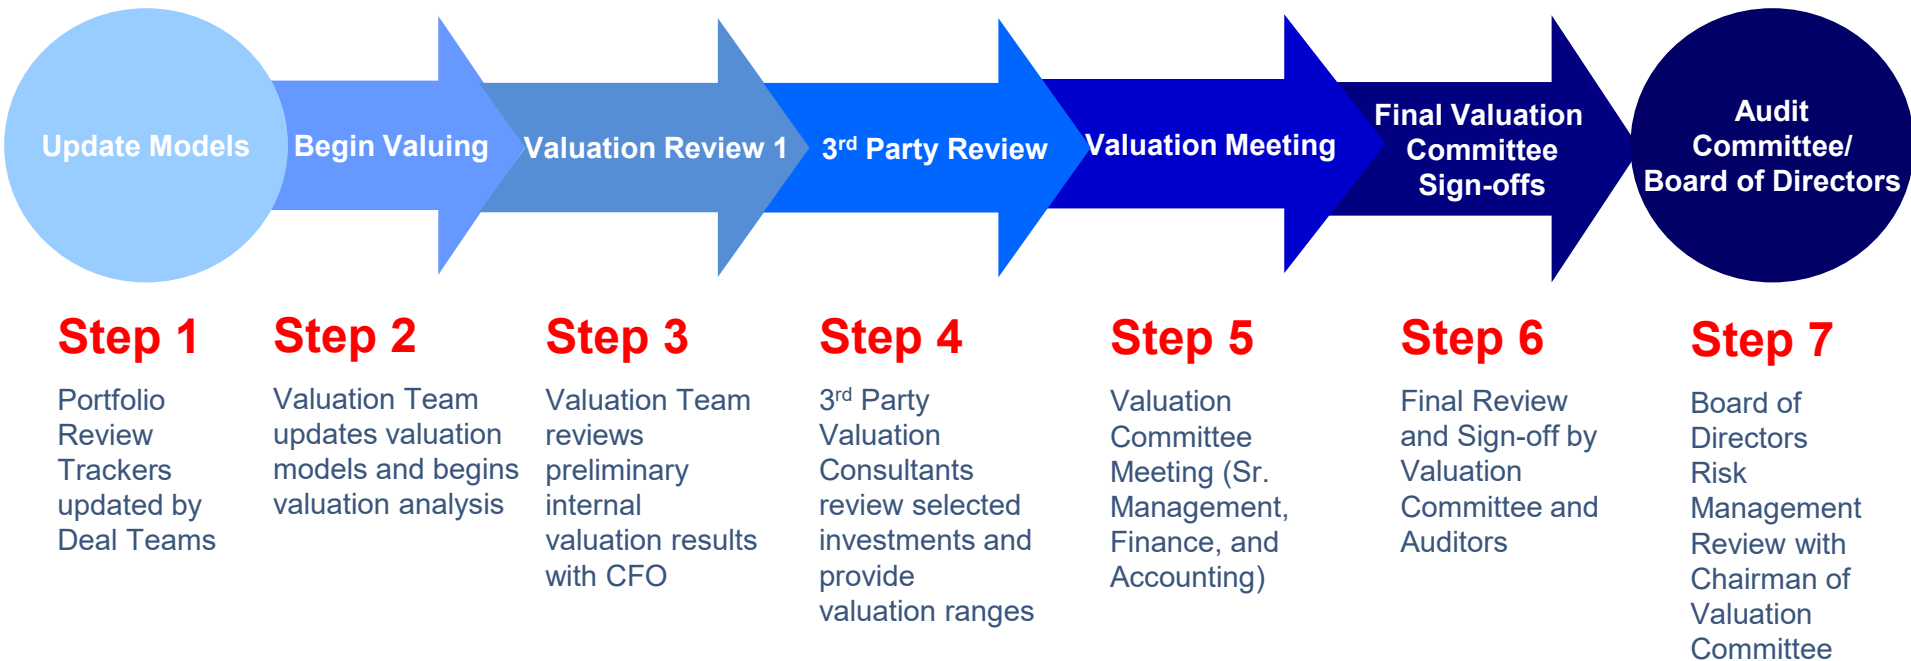 Update Models
Begin Valuing
Valuation Review 1
3rd Party Review
Valuation Meeting
Final Valuation
Committee
Sign-offs
Audit
Committee/
Board of Directors
Step 1
Portfolio
Review
Trackers
updated by
Deal Teams
Step 2
Valuation Team
updates valuation
models and begins
valuation analysis
Step 3
Valuation Team
reviews
preliminary
internal
valuation results
with CFO
Step 4
3rd Party
Valuation
Consultants
review selected
investments and
provide
valuation ranges
Step 5
Valuation
Committee
Meeting (Sr.
Management,
Finance, and
Accounting)
Step 6
Final Review
and Sign-off by
Valuation
Committee and
Auditors
Step 7
Board of
Directors
Risk
Management
Review with
Chairman of
Valuation
Committee